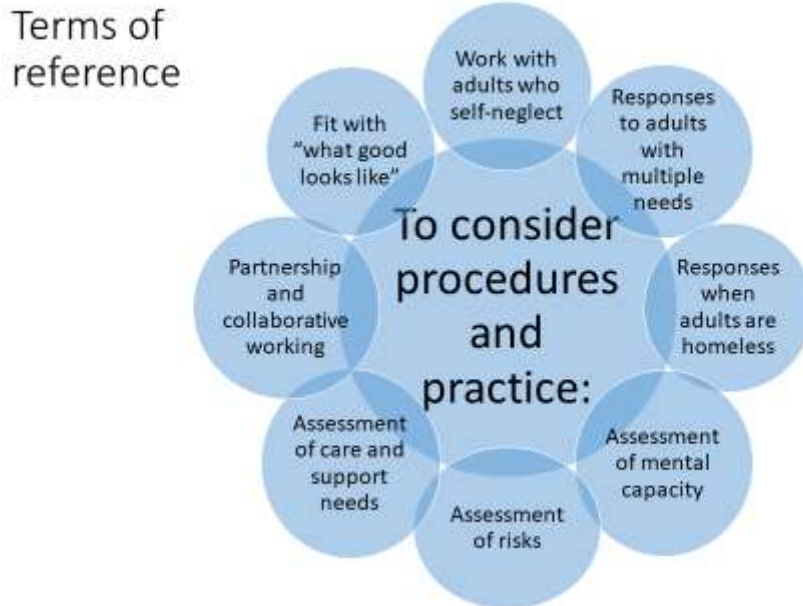 Terms of
reference
Work with
adults who
self-neglect
Responses
to adults
with
multiple
needs
Responses
when
adults are
homeless
Assessment
of mental
capacity
Assessment
of risks
Assessment
of care and
support
needs
Partnership
and
collaborative
working
Fit with
“what good
looks like”
To consider
procedures
and
practice: